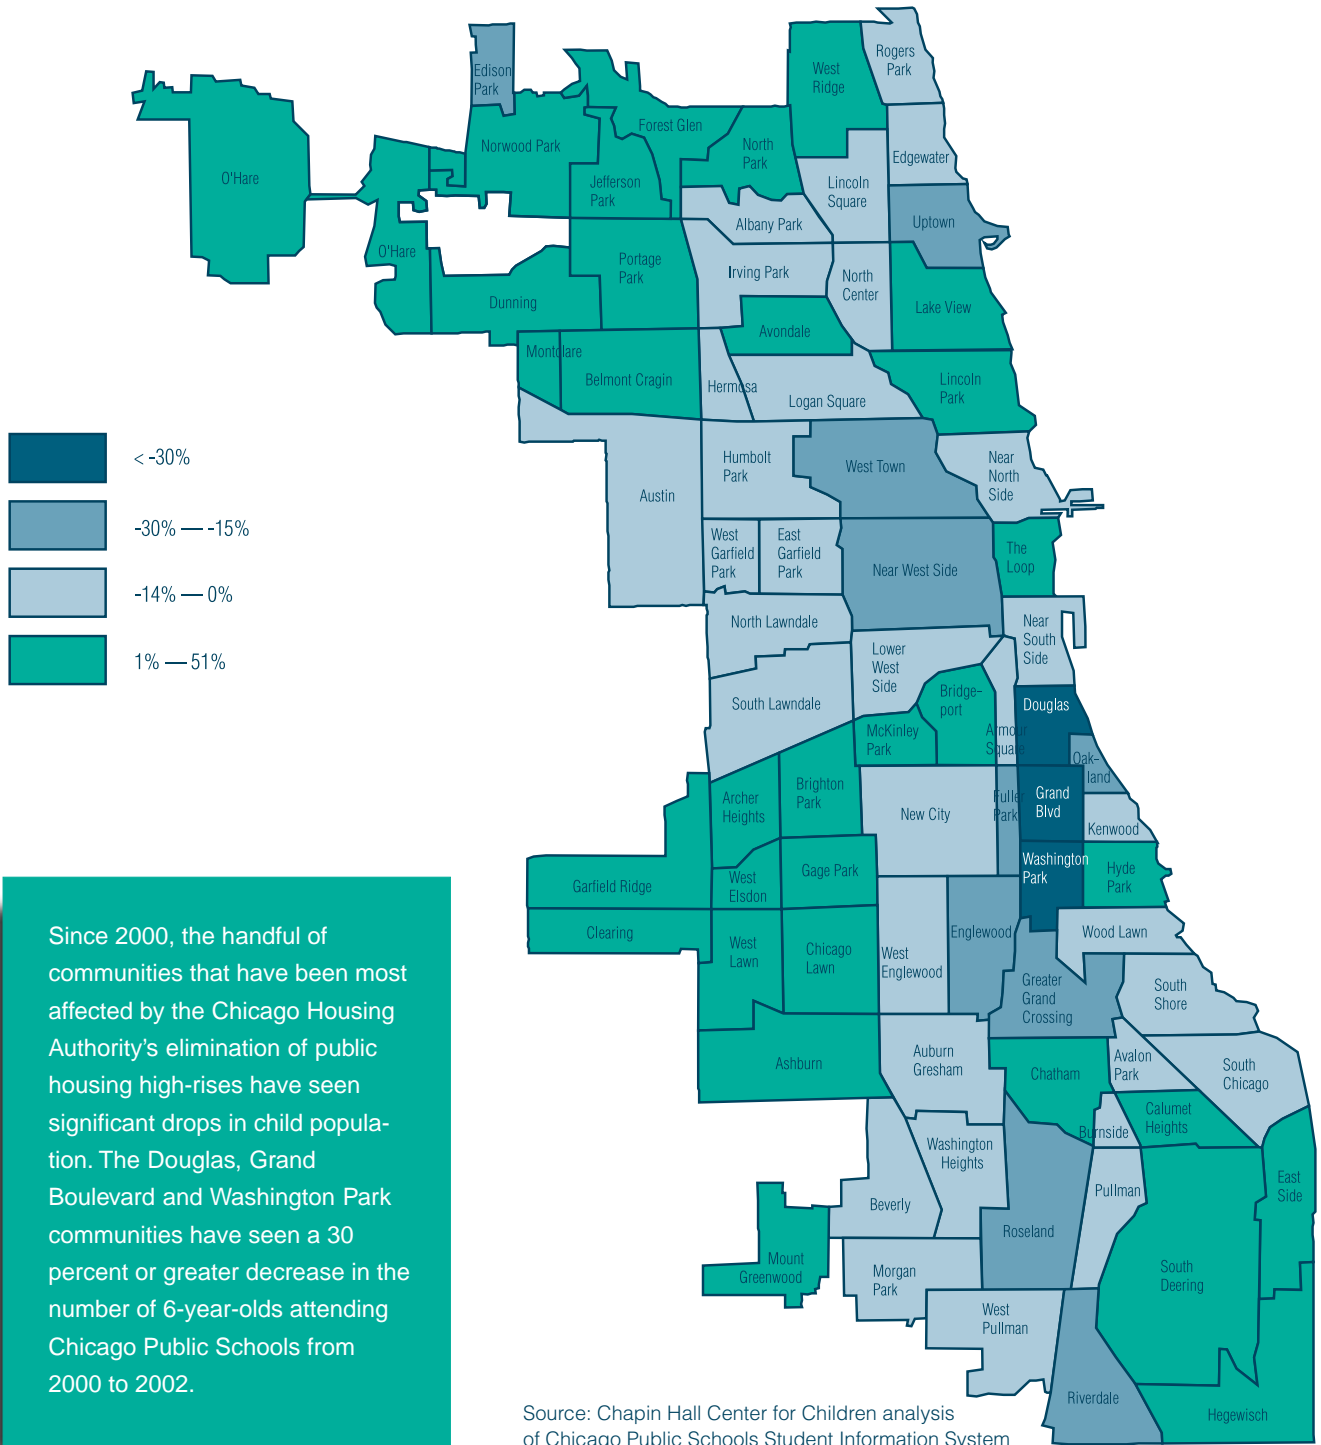 Edison
Park
Rogers
Park
West
Ridge
Forest Glen
Norwood Park
North
Park
Edgewater
O'Hare
Jefferson
Park
Lincoln
Square
Albany Park
Uptown
O'Hare
Portage
Park
Irving Park
North
Center
Dunning
Lake View
Avondale
Montclare
Belmont Cragin
Hermosa
Logan Square
Lincoln
Park
< -30%
-30% — -15%
-14% — 0%
1% — 51%
Humbolt
Park
West Town
Near
North
Side
Austin
West
Garfield
Park
East
Garfield
Park
Near West Side
The
Loop
North Lawndale
Near
South
Side
Lower
West
Side
South Lawndale
Bridge-
port
Douglas
McKinley
Park
Armour
Square
Oak-
land
Archer
Heights
Brighton
Park
New City
Fuller
Park
Grand
Blvd
Kenwood
Garfield Ridge
West
Elsdon
Gage Park
Washington
Park
Hyde
Park
Clearing
West
Lawn
Chicago
Lawn
West
Englewood
Englewood
Wood Lawn
Greater
Grand
Crossing
South
Shore
Ashburn
Auburn
Gresham
Chatham
Avalon
Park
South
Chicago
Burnside
Calumet
Heights
Washington
Heights
Beverly
Pullman
East
Side
Roseland
Mount
Greenwood
Morgan
Park
South
Deering
West
Pullman
Riverdale
Hegewisch
Since 2000, the handful of
communities that have been most
affected by the Chicago Housing
Authority’s elimination of public
housing high-rises have seen
significant drops in child popula-
tion. The Douglas, Grand
Boulevard and Washington Park
communities have seen a 30
percent or greater decrease in the
number of 6-year-olds attending
Chicago Public Schools from
2000 to 2002.
Source: Chapin Hall Center for Children analysis
of Chicago Public Schools Student Information System